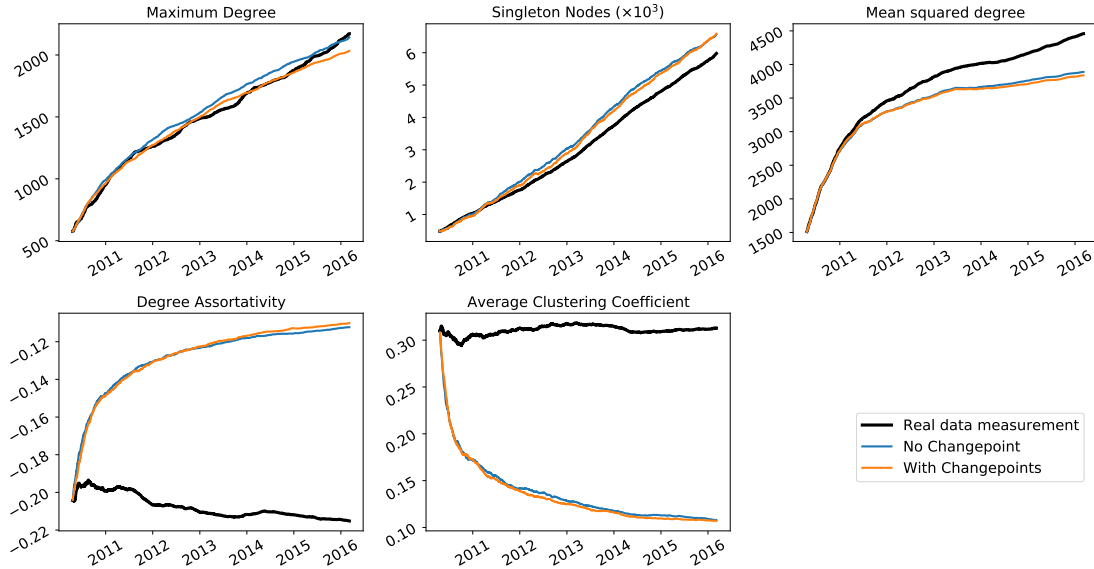 Maximum Degree
2000
1500
1000
500
2011 2012 2013 2014 2015 2016
Singleton Nodes (×10³)
6
5
4
3
2
1
2011 2012 2013 2014 2015 2016
Mean squared degree
4500
4000
3500
3000
2500
2000
1500
2011 2012 2013 2014 2015 2016
Degree Assortativity
−0.12
−0.14
−0.16
−0.18
−0.20
−0.22
2011 2012 2013 2014 2015 2016
Average Clustering Coefficient
0.30
0.25
0.20
0.15
0.10
2011 2012 2013 2014 2015 2016
Real data measurement
No Changepoint
With Changepoints